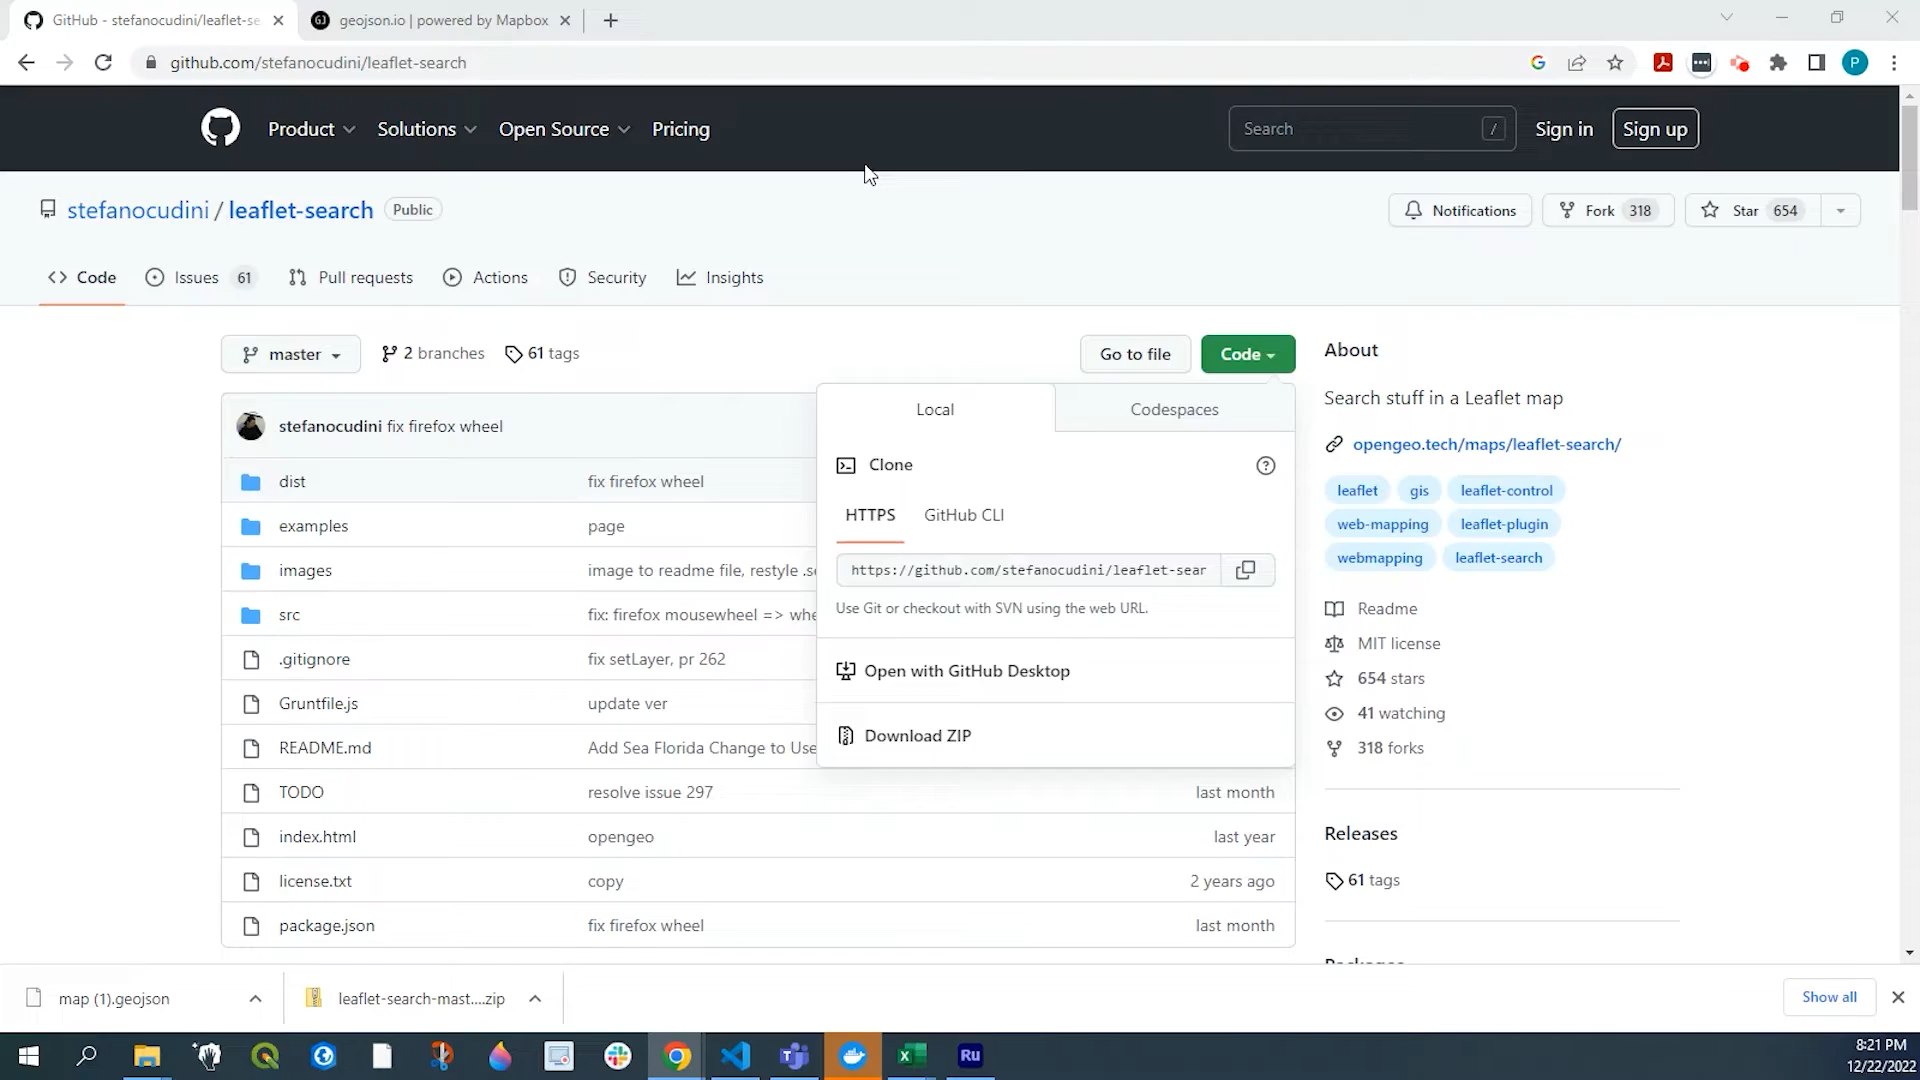 GitHub - stefanocudini/leaflet-se
geojson.io | powered by Mapbox
github.com/stefanocudini/leaflet-search
P
Product
Solutions
Open Source
Pricing
Search
/
Sign in
Sign up
stefanocudini / leaflet-search
Public
Notifications
Fork 318
Star 654
Code
Issues 61
Pull requests
Actions
Security
Insights
master
2 branches
61 tags
Go to file
Code
About
Search stuff in a Leaflet map
opengeo.tech/maps/leaflet-search/
leaflet gis leaflet-control
web-mapping leaflet-plugin
webmapping leaflet-search
Readme
MIT license
654 stars
41 watching
318 forks
Releases
61 tags
Local
Codespaces
Clone
HTTPS
GitHub CLI
https://github.com/stefanocudini/leaflet-sear
Use Git or checkout with SVN using the web URL.
Open with GitHub Desktop
Download ZIP
stefanocudini fix firefox wheel
dist fix firefox wheel
examples page
images image to readme file, restyle .se
src fix: firefox mousewheel => whe
.gitignore fix setLayer, pr 262
Gruntfile.js update ver
README.md Add Sea Florida Change to Use
TODO resolve issue 297 last month
index.html opengeo last year
license.txt copy 2 years ago
package.json fix firefox wheel last month
map (1).geojson
leaflet-search-mast....zip
Show all
Ru
8:21 PM
12/22/2022